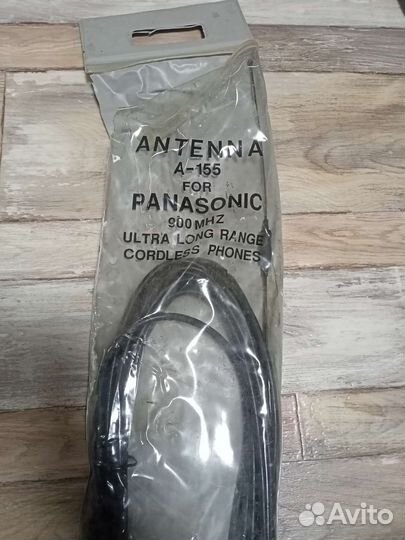 ANTENNA
A-155
FOR
PANASONIC
900 MHZ
ULTRA LONG RANGE
CORDLESS PHONES
Avito